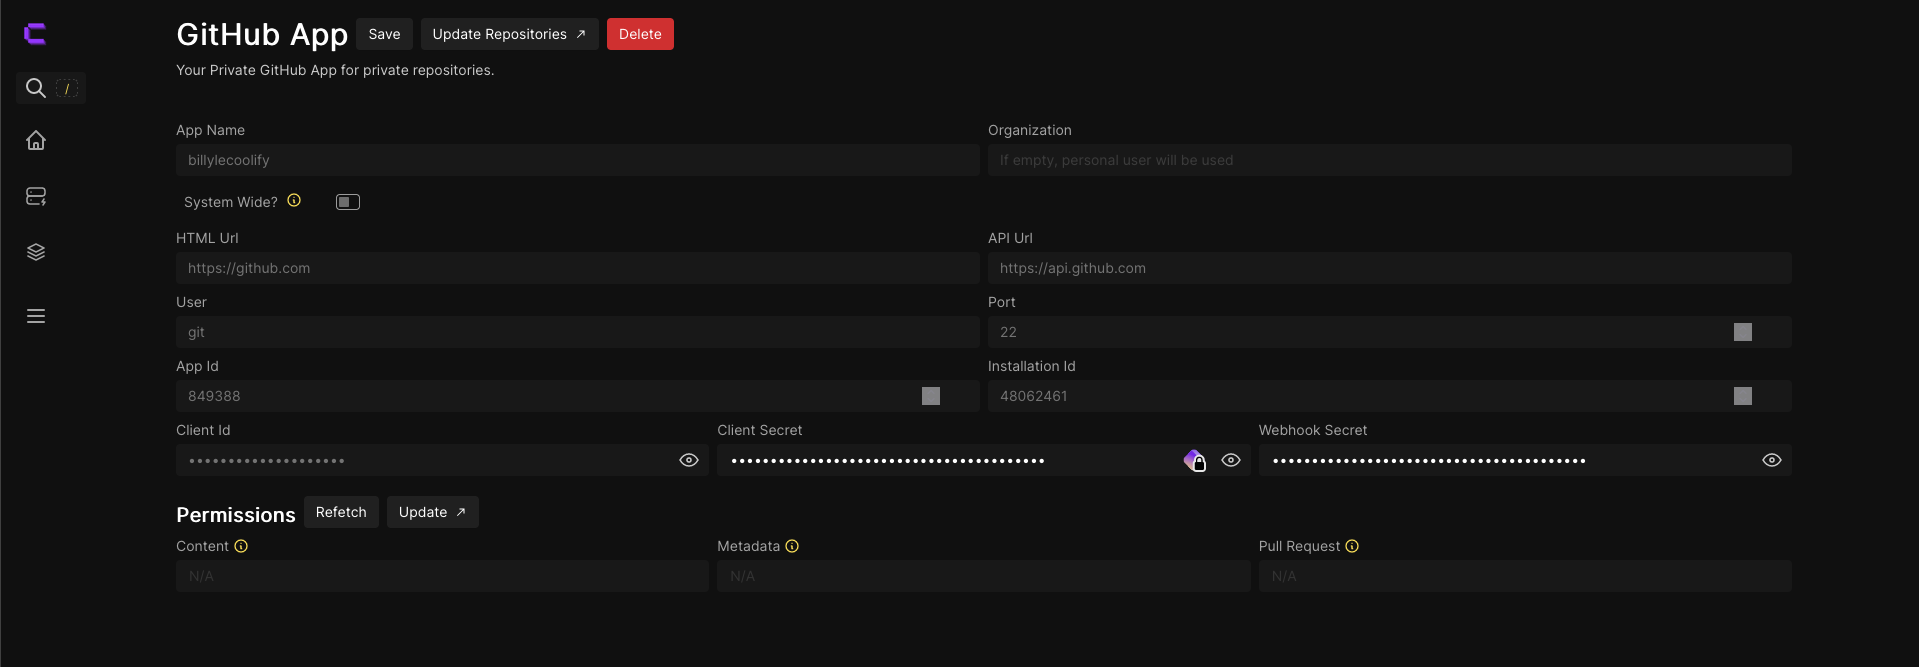 GitHub App Save Update Repositories ↗ Delete
Your Private GitHub App for private repositories.
/
App Name Organization
billylecoolify If empty, personal user will be used
System Wide?
HTML Url API Url
https://github.com https://api.github.com
User Port
git 22
App Id Installation Id
849388 48062461
Client Id Client Secret Webhook Secret
Permissions Refetch Update ↗
Content Metadata Pull Request
N/A N/A N/A